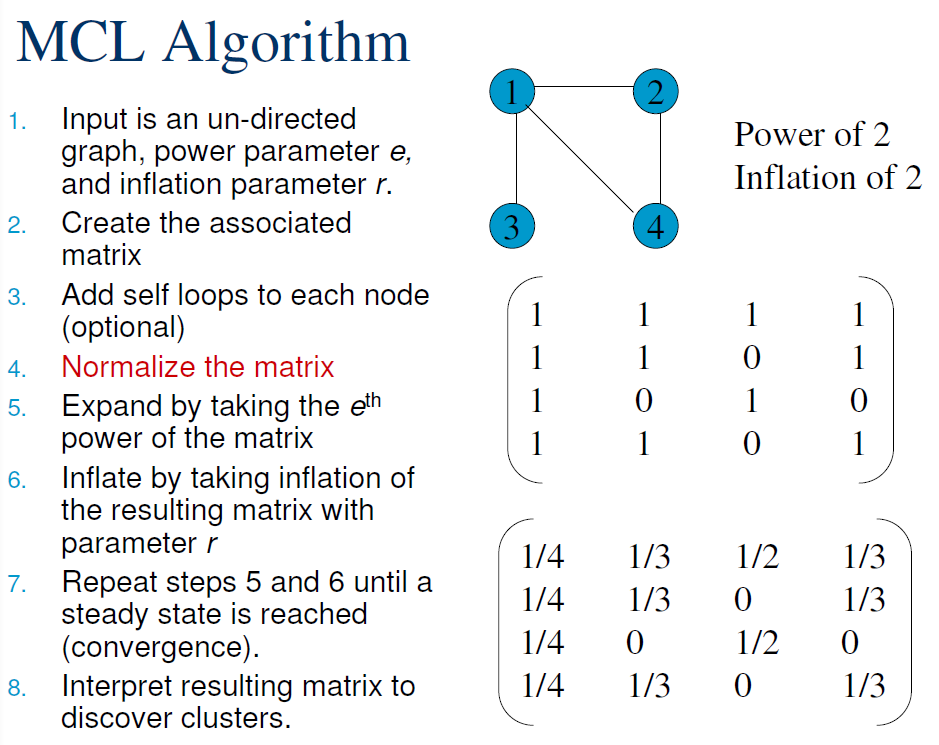 MCL Algorithm
1. Input is an un-directed
graph, power parameter e,
and inflation parameter r.
2. Create the associated
matrix
3. Add self loops to each node
(optional)
4. Normalize the matrix
5. Expand by taking the eth
power of the matrix
6. Inflate by taking inflation of
the resulting matrix with
parameter r
7. Repeat steps 5 and 6 until a
steady state is reached
(convergence).
8. Interpret resulting matrix to
discover clusters.
1 2
3 4
Power of 2
Inflation of 2
1 1 1 1
1 1 0 1
1 0 1 0
1 1 0 1
1/4 1/3 1/2 1/3
1/4 1/3 0 1/3
1/4 0 1/2 0
1/4 1/3 0 1/3